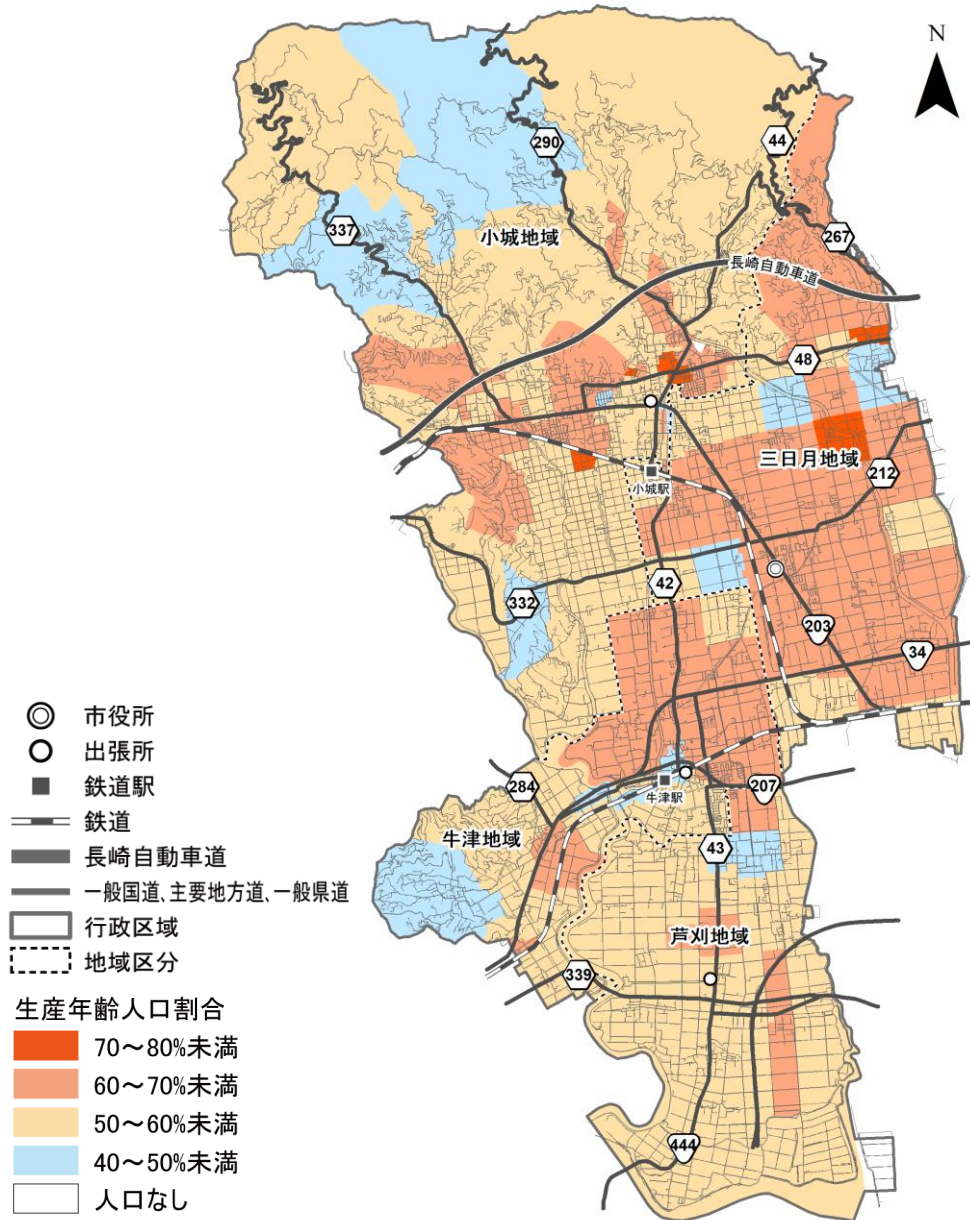 N
44
290
267
337
小城地域
長崎自動車道
48
三日月地域
212
小城駅
332
42
203
34
284
牛津駅
207
牛津地域
43
芦刈地域
339
444
市役所
出張所
鉄道駅
鉄道
長崎自動車道
一般国道、主要地方道、一般県道
行政区域
地域区分
生産年齢人口割合
70～80%未満
60～70%未満
50～60%未満
40～50%未満
人口なし